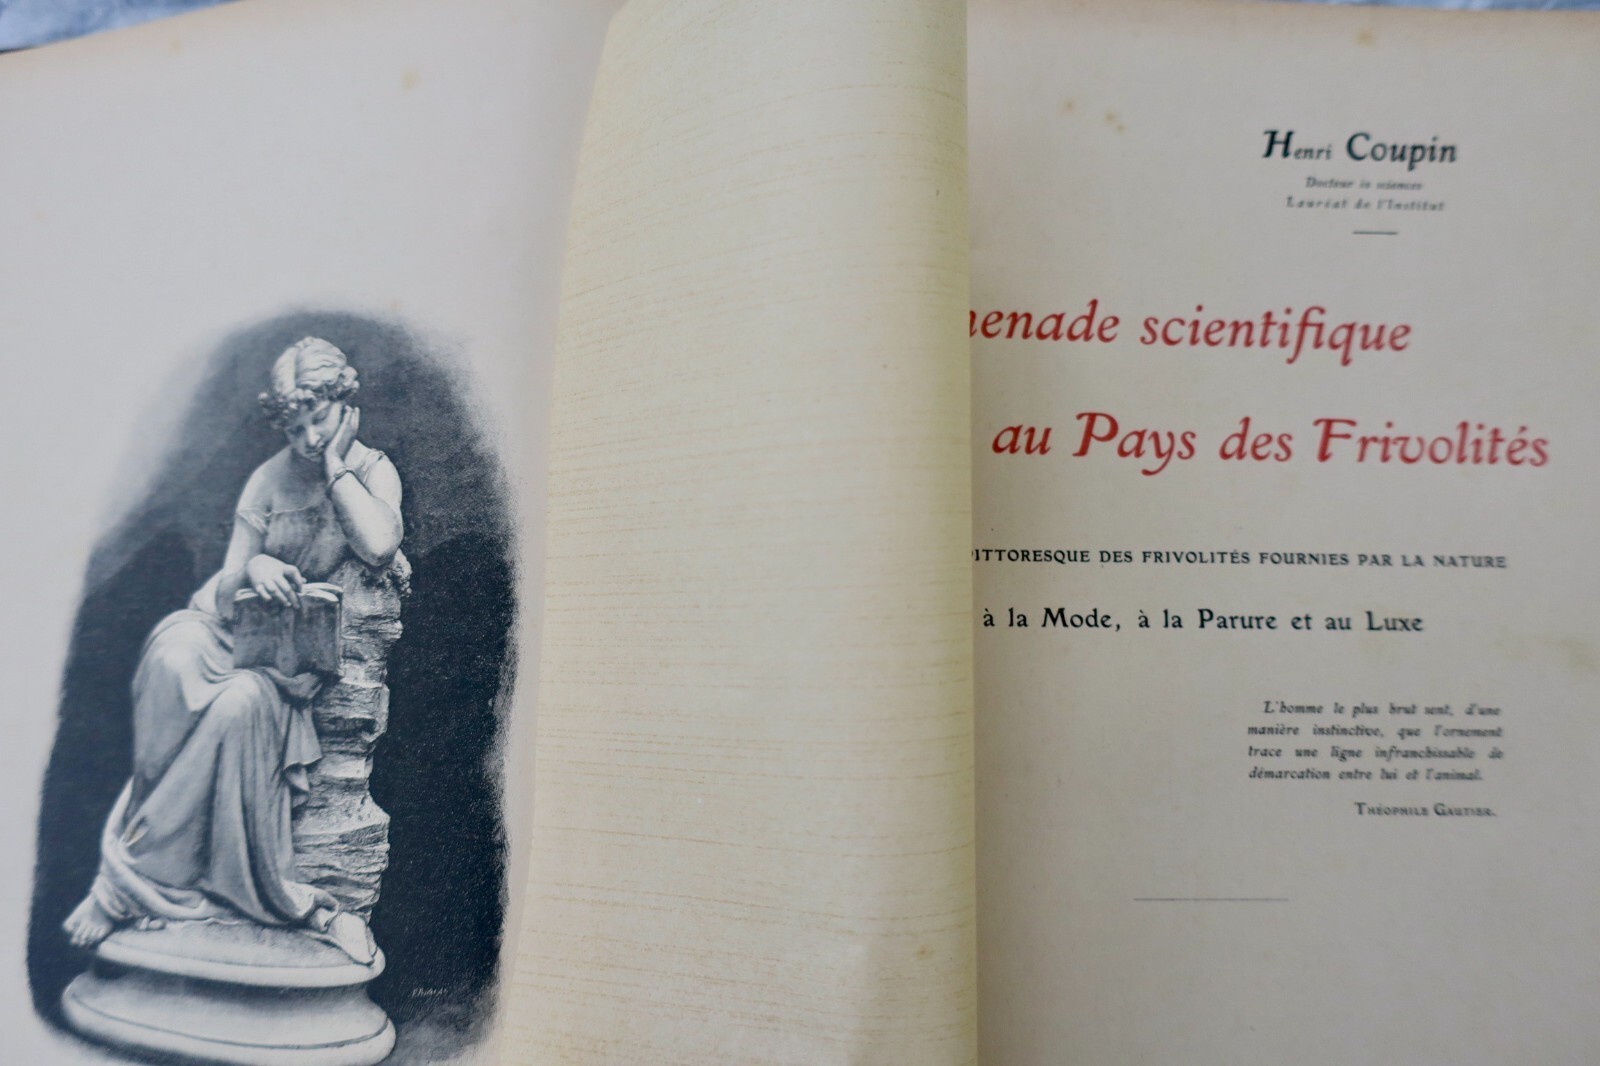 Henri Coupin
Docteur ès sciences
Lauréat de l'Institut
menade scientifique
au Pays des Frivolités
PITTORESQUE DES FRIVOLITÉS FOURNIES PAR LA NATURE
à la Mode, à la Parure et au Luxe
L'homme le plus brut sent, d'une
manière instinctive, que l'ornement
trace une ligne infranchissable de
démarcation entre lui et l'animal.
THÉOPHILE GAUTIER.